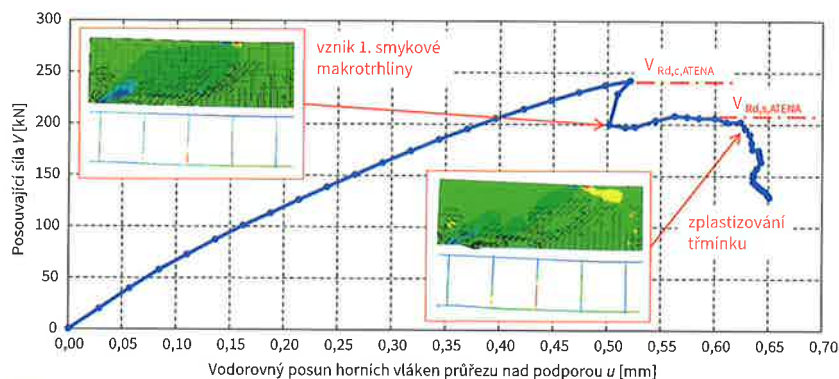 300
250
200
150
100
50
0
Posouvající síla V [kN]
vznik 1. smykové
makrotrhliny
V Rd,c,ATENA
V Rd,s,ATENA
zplastizování
třmínku
0,00 0,05 0,10 0,15 0,20 0,25 0,30 0,35 0,40 0,45 0,50 0,55 0,60 0,65 0,70
Vodorovný posun horních vláken průřezu nad podporou u [mm]